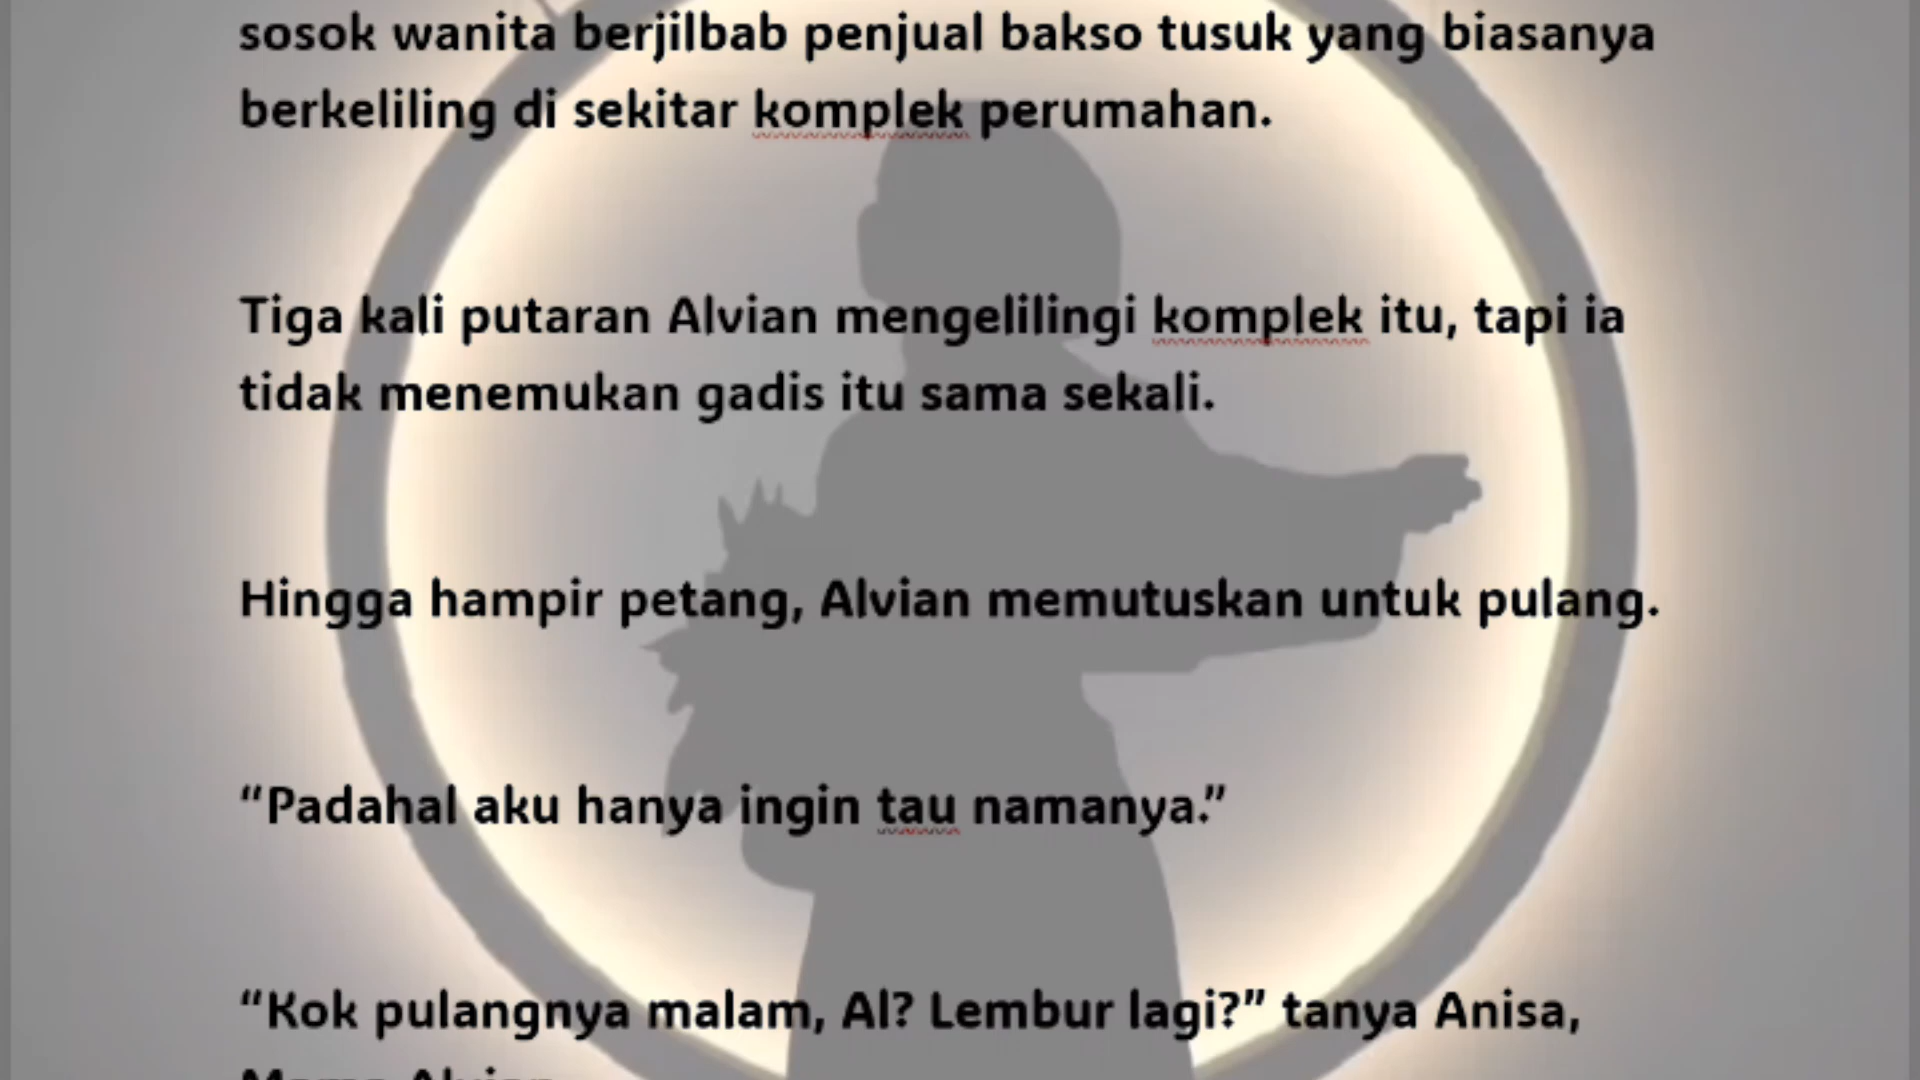 sosok wanita berjilbab penjual bakso tusuk yang biasanya
berkeliling di sekitar komplek perumahan.
Tiga kali putaran Alvian mengelilingi komplek itu, tapi ia
tidak menemukan gadis itu sama sekali.
Hingga hampir petang, Alvian memutuskan untuk pulang.
“Padahal aku hanya ingin tau namanya.”
“Kok pulangnya malam, Al? Lembur lagi?” tanya Anisa,